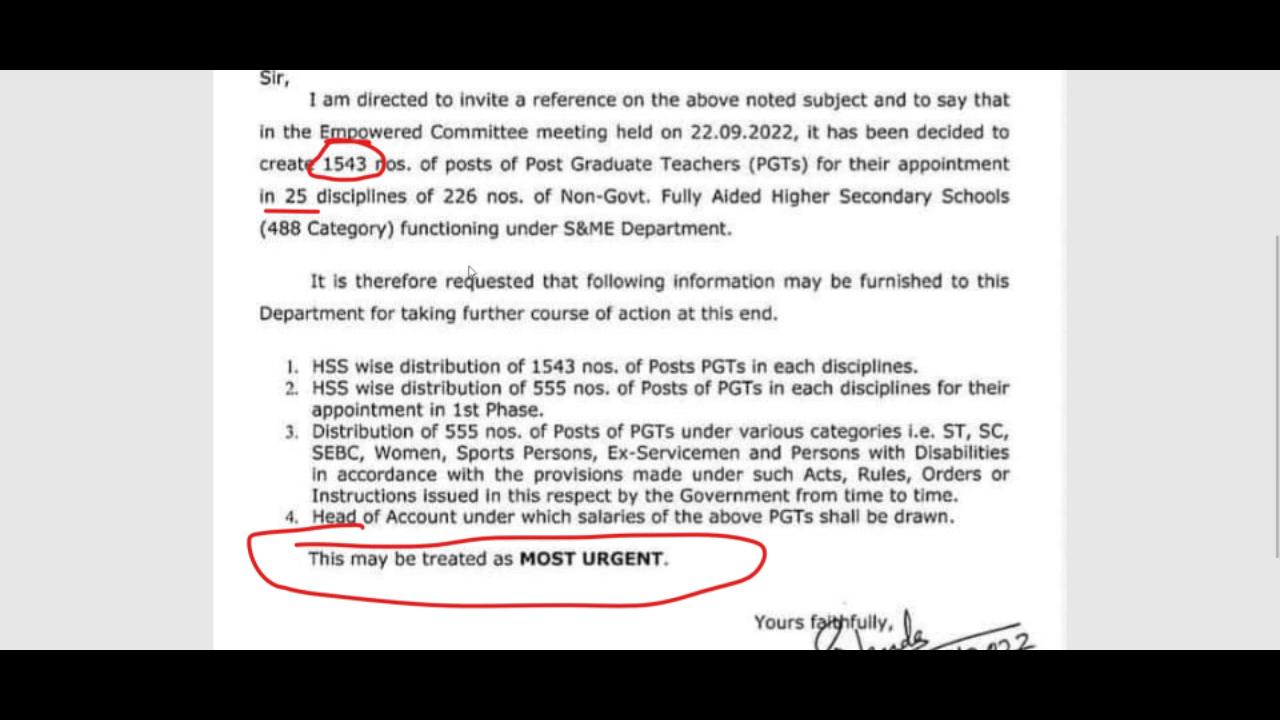 Sir,
I am directed to invite a reference on the above noted subject and to say that
in the Empowered Committee meeting held on 22.09.2022, it has been decided to
create 1543 nos. of posts of Post Graduate Teachers (PGTs) for their appointment
in 25 disciplines of 226 nos. of Non-Govt. Fully Aided Higher Secondary Schools
(488 Category) functioning under S&ME Department.
It is therefore requested that following information may be furnished to this
Department for taking further course of action at this end.
1. HSS wise distribution of 1543 nos. of Posts PGTs in each disciplines.
2. HSS wise distribution of 555 nos. of Posts of PGTs in each disciplines for their
appointment in 1st Phase.
3. Distribution of 555 nos. of Posts of PGTs under various categories i.e. ST, SC,
SEBC, Women, Sports Persons, Ex-Servicemen and Persons with Disabilities
in accordance with the provisions made under such Acts, Rules, Orders or
Instructions issued in this respect by the Government from time to time.
4. Head of Account under which salaries of the above PGTs shall be drawn.
This may be treated as MOST URGENT.
Yours faithfully,